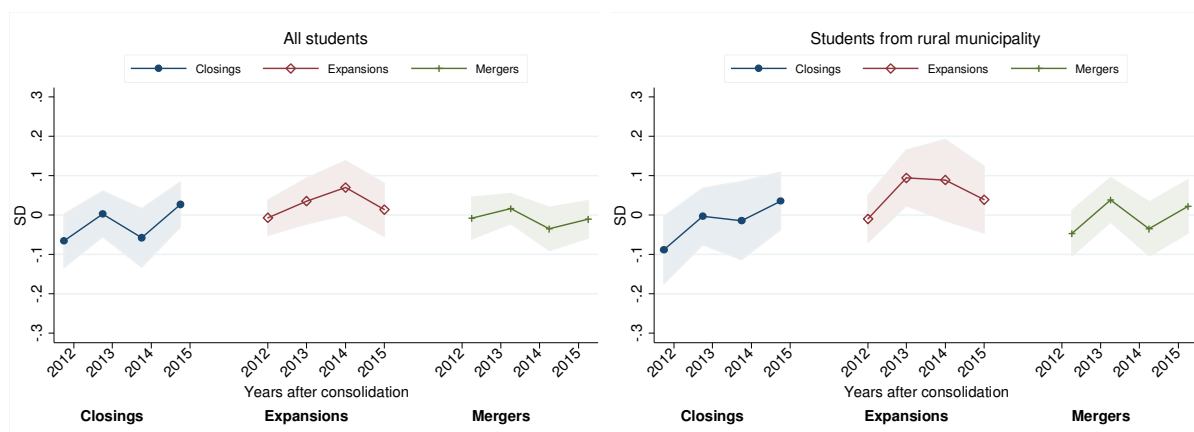 All students
Closings Expansions Mergers
SD
.3
.2
.1
0
-.1
-.2
-.3
2012 2013 2014 2015 2012 2013 2014 2015 2012 2013 2014 2015
Years after consolidation
Closings Expansions Mergers
Students from rural municipality
Closings Expansions Mergers
SD
.3
.2
.1
0
-.1
-.2
-.3
2012 2013 2014 2015 2012 2013 2014 2015 2012 2013 2014 2015
Years after consolidation
Closings Expansions Mergers